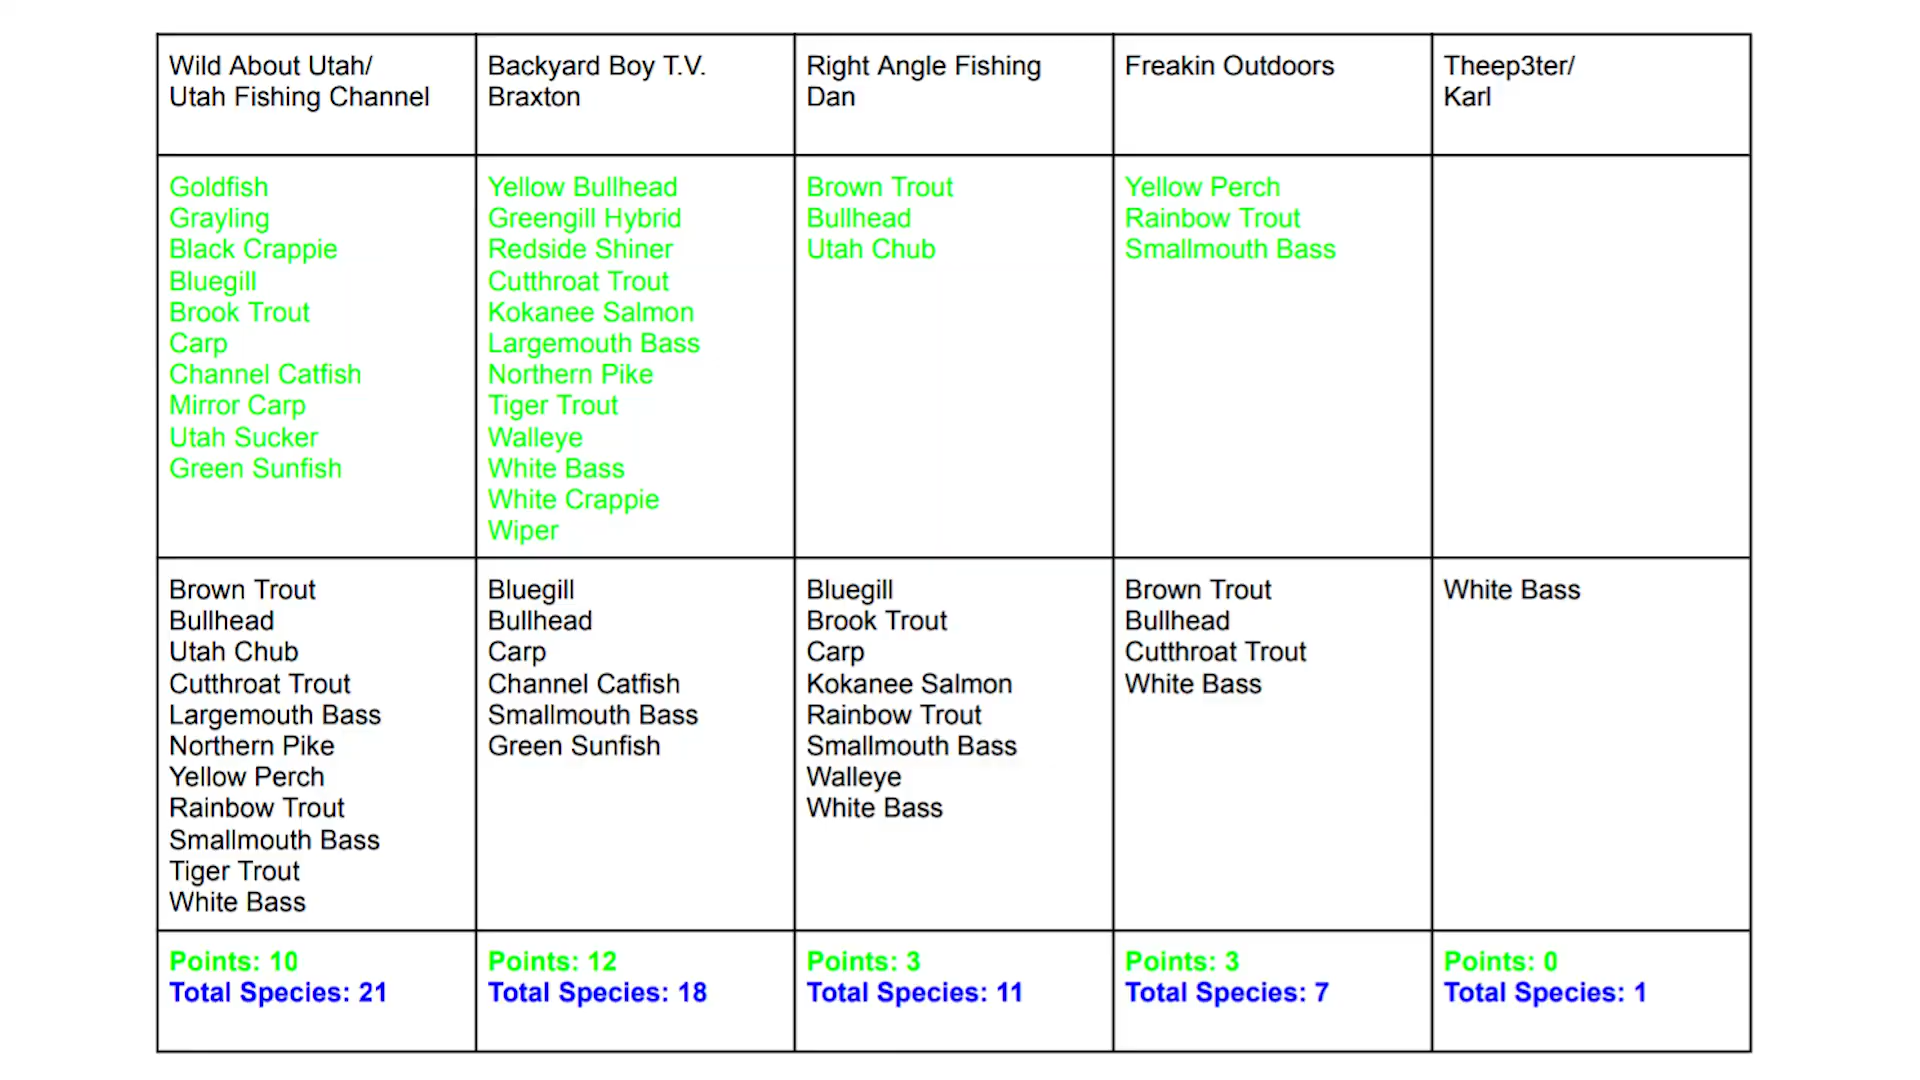 Wild About Utah/
Utah Fishing Channel
Backyard Boy T.V.
Braxton
Right Angle Fishing
Dan
Freakin Outdoors
Theep3ter/
Karl
Goldfish
Grayling
Black Crappie
Bluegill
Brook Trout
Carp
Channel Catfish
Mirror Carp
Utah Sucker
Green Sunfish
Yellow Bullhead
Greengill Hybrid
Redside Shiner
Cutthroat Trout
Kokanee Salmon
Largemouth Bass
Northern Pike
Tiger Trout
Walleye
White Bass
White Crappie
Wiper
Brown Trout
Bullhead
Utah Chub
Yellow Perch
Rainbow Trout
Smallmouth Bass
Brown Trout
Bullhead
Utah Chub
Cutthroat Trout
Largemouth Bass
Northern Pike
Yellow Perch
Rainbow Trout
Smallmouth Bass
Tiger Trout
White Bass
Bluegill
Bullhead
Carp
Channel Catfish
Smallmouth Bass
Green Sunfish
Bluegill
Brook Trout
Carp
Kokanee Salmon
Rainbow Trout
Smallmouth Bass
Walleye
White Bass
Brown Trout
Bullhead
Cutthroat Trout
White Bass
White Bass
Points: 10
Total Species: 21
Points: 12
Total Species: 18
Points: 3
Total Species: 11
Points: 3
Total Species: 7
Points: 0
Total Species: 1